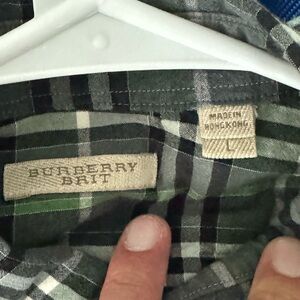 BURBERRY
BRIT
MADE IN
HONG KONG
L